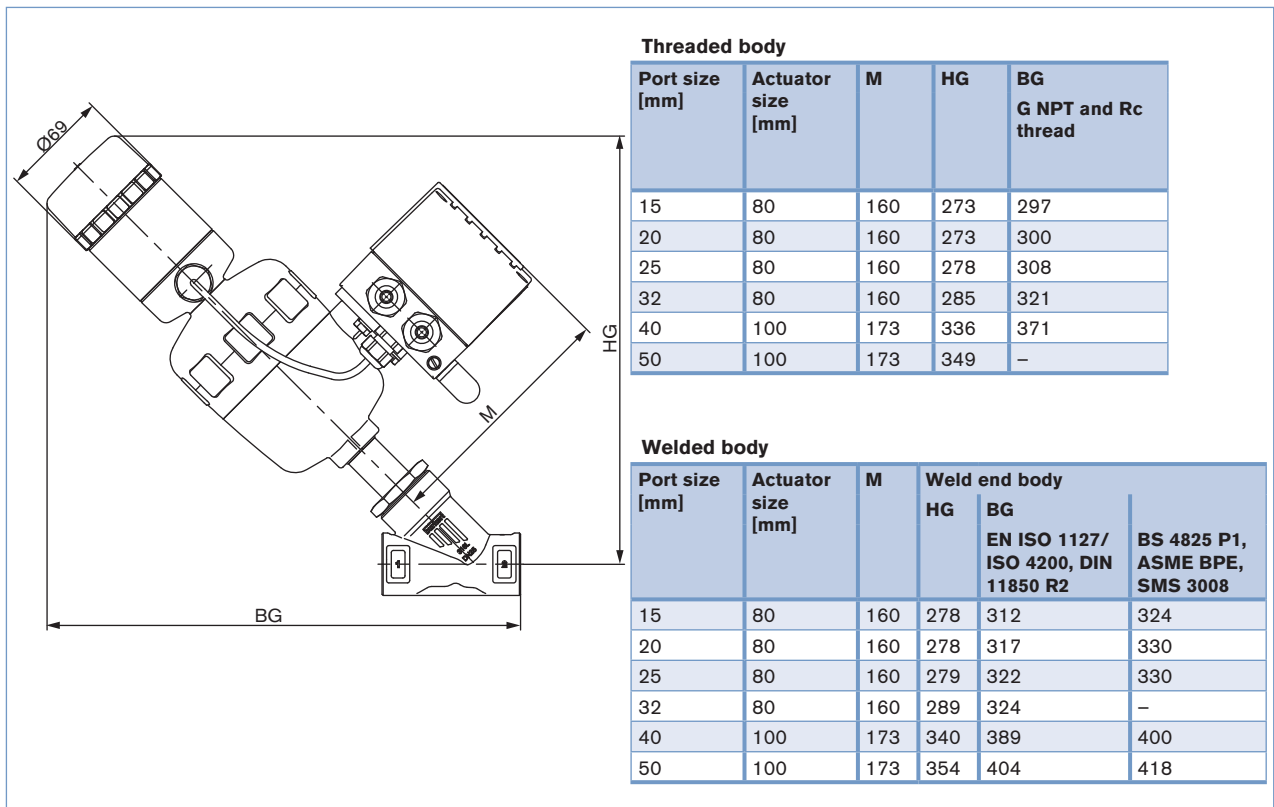 Ø69
HG
M
BG
1
2
Threaded body
Port size [mm] Actuator size [mm] M HG BG G NPT and Rc thread
15 80 160 273 297
20 80 160 273 300
25 80 160 278 308
32 80 160 285 321
40 100 173 336 371
50 100 173 349 –
Welded body
Port size [mm] Actuator size [mm] M Weld end body
HG BG
EN ISO 1127/ ISO 4200, DIN 11850 R2 BS 4825 P1, ASME BPE, SMS 3008
15 80 160 278 312 324
20 80 160 278 317 330
25 80 160 279 322 330
32 80 160 289 324 –
40 100 173 340 389 400
50 100 173 354 404 418